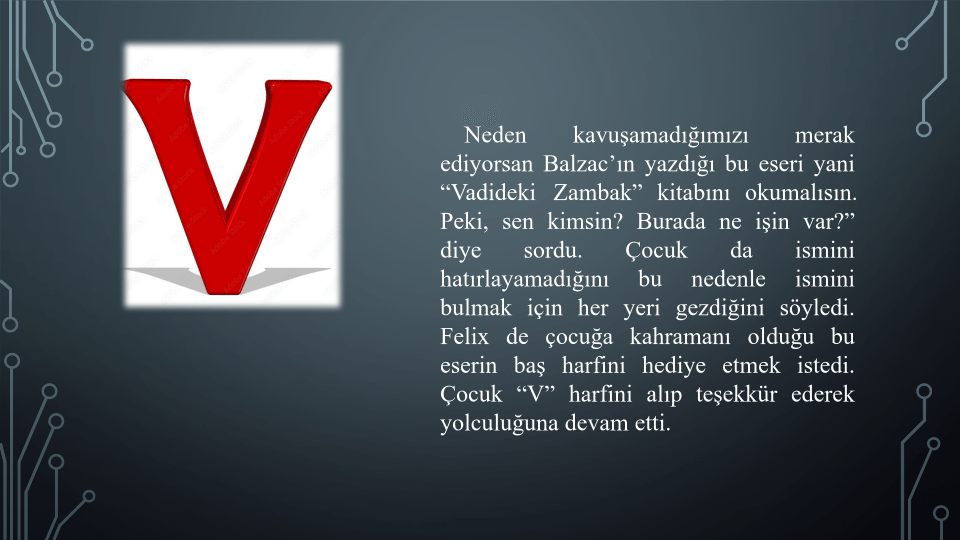 V
Neden kavuşamadığımızı merak
ediyorsan Balzac’ın yazdığı bu eseri yani
“Vadideki Zambak” kitabını okumalısın.
Peki, sen kimsin? Burada ne işin var?”
diye sordu. Çocuk da ismini
hatırlayamadığını bu nedenle ismini
bulmak için her yeri gezdiğini söyledi.
Felix de çocuğa kahramanı olduğu bu
eserin baş harfini hediye etmek istedi.
Çocuk “V” harfini alıp teşekkür ederek
yolculuğuna devam etti.